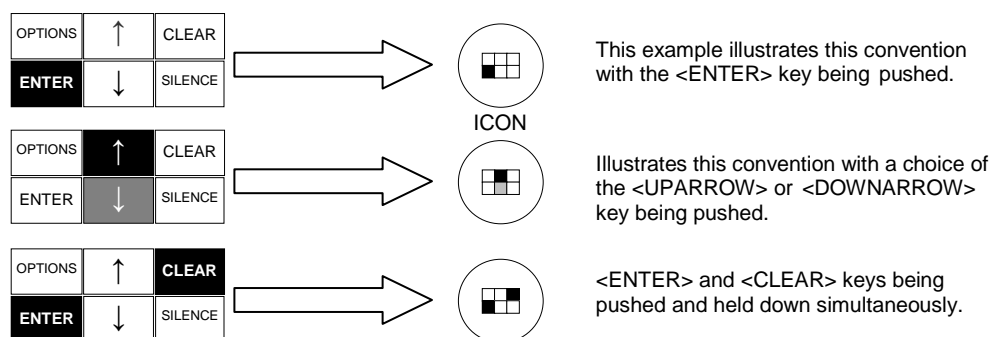 OPTIONS ↑ CLEAR
ENTER ↓ SILENCE
This example illustrates this convention
with the <ENTER> key being pushed.
ICON
OPTIONS ↑ CLEAR
ENTER ↓ SILENCE
Illustrates this convention with a choice of
the <UPARROW> or <DOWNARROW>
key being pushed.
OPTIONS ↑ CLEAR
ENTER ↓ SILENCE
<ENTER> and <CLEAR> keys being
pushed and held down simultaneously.